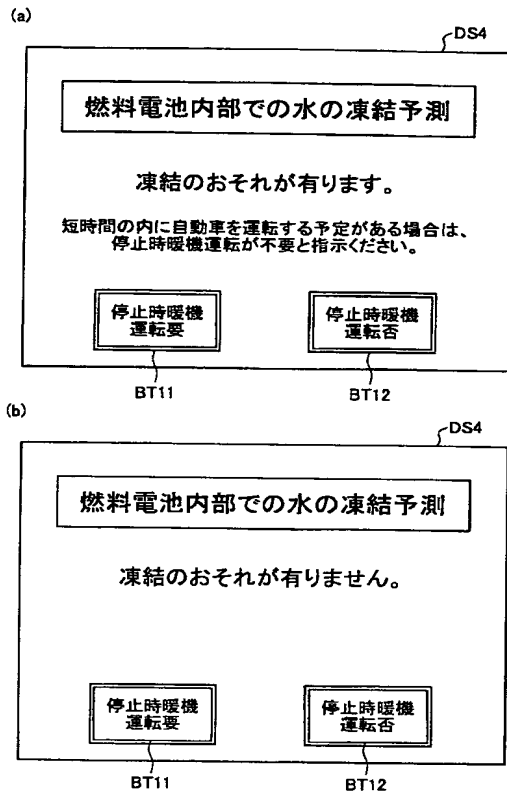 (a)
DS4
燃料電池内部での水の凍結予測
凍結のおそれが有ります。
短時間の内に自動車を運転する予定がある場合は、
停止時暖機運転が不要と指示ください。
停止時暖機
運転要
停止時暖機
運転否
BT11
BT12
(b)
DS4
燃料電池内部での水の凍結予測
凍結のおそれが有りません。
停止時暖機
運転要
停止時暖機
運転否
BT11
BT12